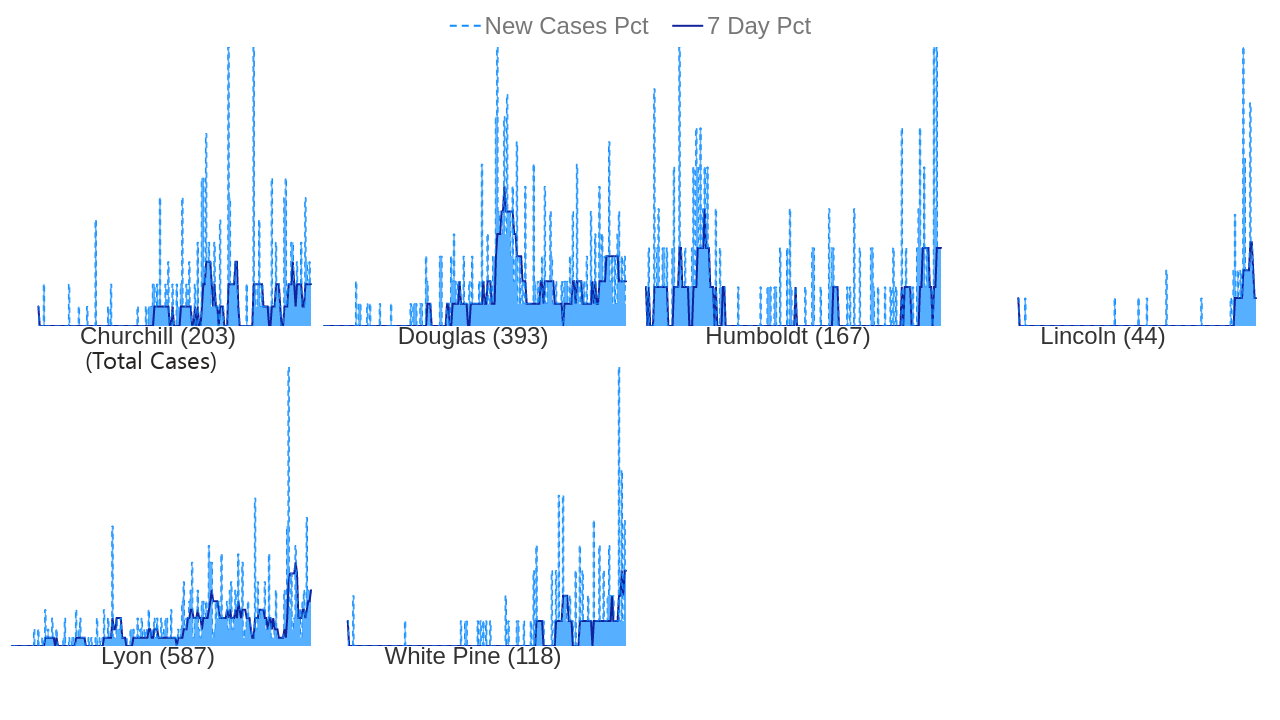 New Cases Pct 7 Day Pct
Churchill (203)
(Total Cases)
Douglas (393)
Humboldt (167)
Lincoln (44)
Lyon (587)
White Pine (118)